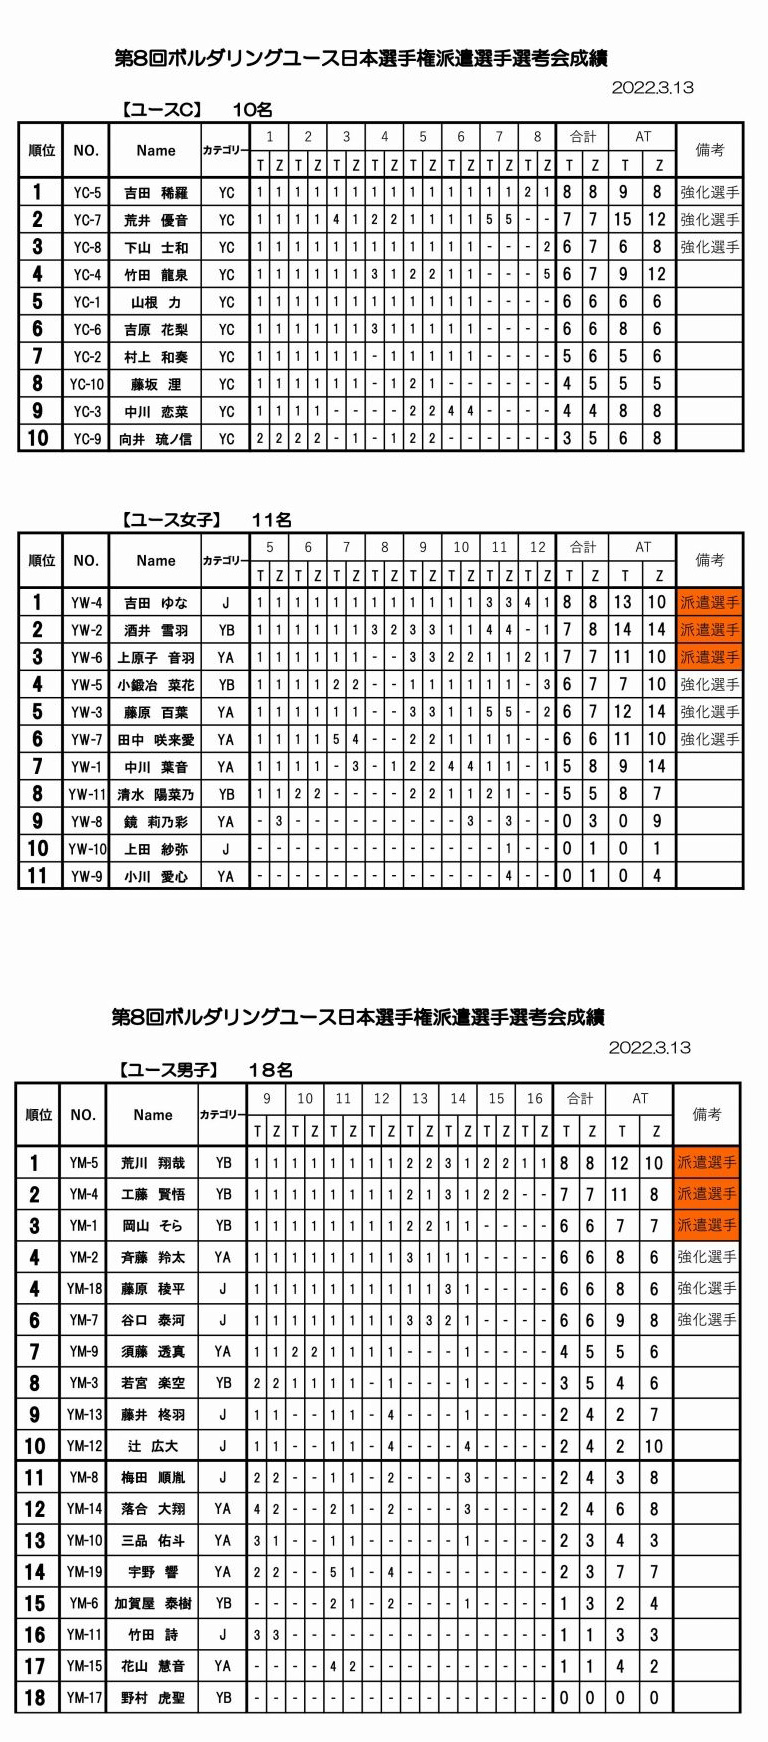 第8回ボルダリングユース日本選手権派遣選手選考会成績
2022.3.13
【ユースC】 10名
順位 NO. Name カテゴリー 1 2 3 4 5 6 7 8 合計 AT 備考
T Z T Z T Z T Z T Z T Z T Z T Z T Z T Z
1 YC-5 吉田 稀羅 YC 1 1 1 1 1 1 1 1 1 1 1 1 1 1 2 1 8 8 9 8 強化選手
2 YC-7 荒井 優音 YC 1 1 1 1 4 1 2 2 1 1 1 1 5 5 - - 7 7 15 12 強化選手
3 YC-8 下山 士和 YC 1 1 1 1 1 1 1 1 1 1 1 1 - - - 2 6 7 6 8 強化選手
4 YC-4 竹田 龍泉 YC 1 1 1 1 1 1 3 1 2 2 1 1 - - - 5 6 7 9 12
5 YC-1 山根 力 YC 1 1 1 1 1 1 1 1 1 1 1 1 - - - - 6 6 6 6
6 YC-6 吉原 花梨 YC 1 1 1 1 1 1 3 1 1 1 1 1 - - - - 6 6 8 6
7 YC-2 村上 和奏 YC 1 1 1 1 1 1 - 1 1 1 1 1 - - - - 5 6 5 6
8 YC-10 藤坂 理 YC 1 1 1 1 1 1 - 1 2 1 - - - - - - 4 5 5 5
9 YC-3 中川 恋菜 YC 1 1 1 1 - - - - 2 2 4 4 - - - - 4 4 8 8
10 YC-9 向井 琉ノ信 YC 2 2 2 2 - 1 - 1 2 2 - - - - - - 3 5 6 8
【ユース女子】 11名
順位 NO. Name カテゴリー 5 6 7 8 9 10 11 12 合計 AT 備考
T Z T Z T Z T Z T Z T Z T Z T Z T Z T Z
1 YW-4 吉田 ゆな J 1 1 1 1 1 1 1 1 1 1 1 1 3 3 4 1 8 8 13 10 派遣選手
2 YW-2 酒井 雪羽 YB 1 1 1 1 1 1 3 2 3 3 1 1 4 4 - 1 7 8 14 14 派遣選手
3 YW-6 上原子 音羽 YA 1 1 1 1 1 1 - - 3 3 2 2 1 1 2 1 7 7 11 10 派遣選手
4 YW-5 小鍛冶 菜花 YB 1 1 1 1 2 2 - - 1 1 1 1 1 1 - 3 6 7 7 10 強化選手
5 YW-3 藤原 百葉 YA 1 1 1 1 1 1 - - 3 3 1 1 5 5 - 2 6 7 12 14 強化選手
6 YW-7 田中 咲来愛 YA 1 1 1 1 5 4 - - 2 2 1 1 1 1 - - 6 6 11 10 強化選手
7 YW-1 中川 葉音 YA 1 1 1 1 - 3 - 1 2 2 4 4 1 1 - 1 5 8 9 14
8 YW-11 清水 陽菜乃 YB 1 1 2 2 - - - - 2 2 1 1 2 1 - - 5 5 8 7
9 YW-8 鏡 莉乃彩 YA - 3 - - - - - - - - - 3 - 3 - - 0 3 0 9
10 YW-10 上田 紗弥 J - - - - - - - - - - - - - 1 - - 0 1 0 1
11 YW-9 小川 愛心 YA - - - - - - - - - - - - - 4 - - 0 1 0 4
第8回ボルダリングユース日本選手権派遣選手選考会成績
2022.3.13
【ユース男子】 18名
順位 NO. Name カテゴリー 9 10 11 12 13 14 15 16 合計 AT 備考
T Z T Z T Z T Z T Z T Z T Z T Z T Z T Z
1 YM-5 荒川 翔哉 YB 1 1 1 1 1 1 1 1 2 2 3 1 2 2 1 1 8 8 12 10 派遣選手
2 YM-4 工藤 賢悟 YB 1 1 1 1 1 1 1 1 2 1 3 1 2 2 - - 7 7 11 8 派遣選手
3 YM-1 岡山 そら YB 1 1 1 1 1 1 1 1 2 2 1 1 - - - - 6 6 7 7 派遣選手
4 YM-2 斉藤 羚太 YA 1 1 1 1 1 1 1 1 3 1 1 1 - - - - 6 6 8 6 強化選手
4 YM-18 藤原 稜平 J 1 1 1 1 1 1 1 1 1 1 3 1 - - - - 6 6 8 6 強化選手
6 YM-7 谷口 泰河 J 1 1 1 1 1 1 1 1 3 3 2 1 - - - - 6 6 9 8 強化選手
7 YM-9 須藤 透真 YA 1 1 2 2 1 1 1 1 - - - 1 - - - - 4 5 5 6
8 YM-3 若宮 楽空 YB 2 2 1 1 1 1 - 1 - - - 1 - - - - 3 5 4 6
9 YM-13 藤井 柊羽 J 1 1 - - 1 1 - 4 - - - 1 - - - - 2 4 2 7
10 YM-12 辻 広大 J 1 1 - - 1 1 - 4 - - - 4 - - - - 2 4 2 10
11 YM-8 梅田 順胤 J 2 2 - - 1 1 - 2 - - - 3 - - - - 2 4 3 8
12 YM-14 落合 大翔 YA 4 2 - - 2 1 - 2 - - - 3 - - - - 2 4 6 8
13 YM-10 三品 佑斗 YA 3 1 - - 1 1 - - - - - 1 - - - - 2 3 4 3
14 YM-19 宇野 響 YA 2 2 - - 5 1 - 4 - - - - - - - - 2 3 7 7
15 YM-6 加賀屋 泰樹 YB - - - - 2 1 - 2 - - - 1 - - - - 1 3 2 4
16 YM-11 竹田 詩 J 3 3 - - - - - - - - - - - - - - 1 1 3 3
17 YM-15 花山 慧音 YA - - - - 4 2 - - - - - - - - - - 1 1 4 2
18 YM-17 野村 虎聖 YB - - - - - - - - - - - - - - - - 0 0 0 0